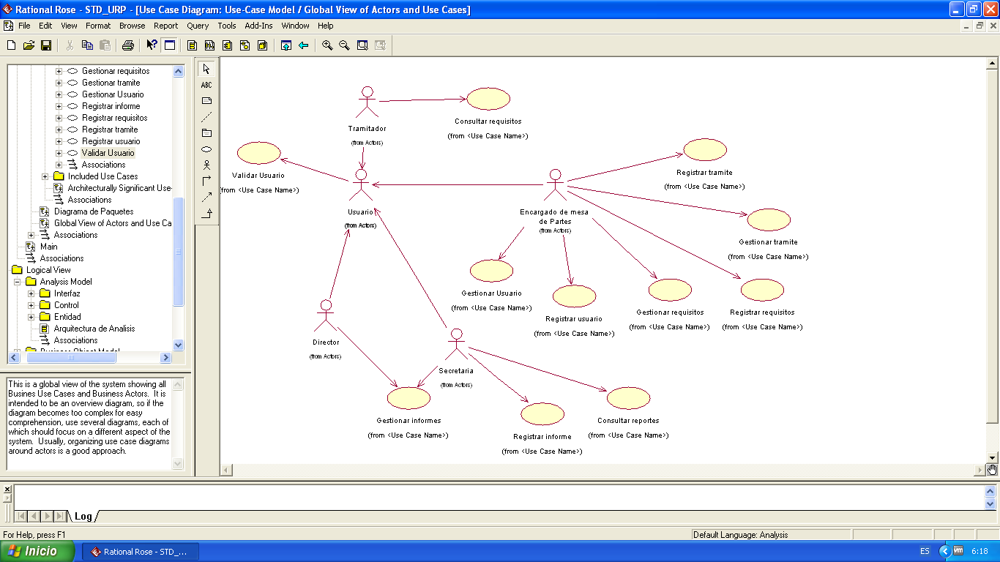 Rational Rose - STD_URP - [Use Case Diagram: Use-Case Model / Global View of Actors and Use Cases]
File Edit View Format Browse Report Query Tools Add-Ins Window Help
Gestionar requisitos
Gestionar tramite
Gestionar Usuario
Registrar informe
Registrar requisitos
Registrar tramite
Registrar usuario
Validar Usuario
Associations
Included Use Cases
Architecturally Significant Use-
Associations
Diagrama de Paquetes
Global View of Actors and Use Ca
Associations
Main
Associations
Logical View
Analysis Model
Interfaz
Control
Entidad
Arquitectura de Analisis
Associations
Business Object Model
This is a global view of the system showing all
Busines Use Cases and Business Actors. It is
intended to be an overview diagram, so if the
diagram becomes too complex for easy
comprehension, use several diagrams, each of
which should focus on a different aspect of the
system. Usually, organizing use case diagrams
around actors is a good approach.
ABC
Tramitador
(from Actors)
Consultar requisitos
(from <Use Case Name>)
Validar Usuario
(from <Use Case Name>)
Usuario
(from Actors)
Encargado de mesa
de Partes
(from Actors)
Registrar tramite
(from <Use Case Name>)
Gestionar tramite
(from <Use Case Name>)
Gestionar Usuario
(from <Use Case Name>)
Registrar usuario
(from <Use Case Name>)
Gestionar requisitos
(from <Use Case Name>)
Registrar requisitos
(from <Use Case Name>)
Director
(from Actors)
Secretaria
(from Actors)
Gestionar informes
(from <Use Case Name>)
Registrar informe
(from <Use Case Name>)
Consultar reportes
(from <Use Case Name>)
Log
For Help, press F1
Default Language: Analysis
Inicio
Rational Rose - STD_...
ES
vm
6:18